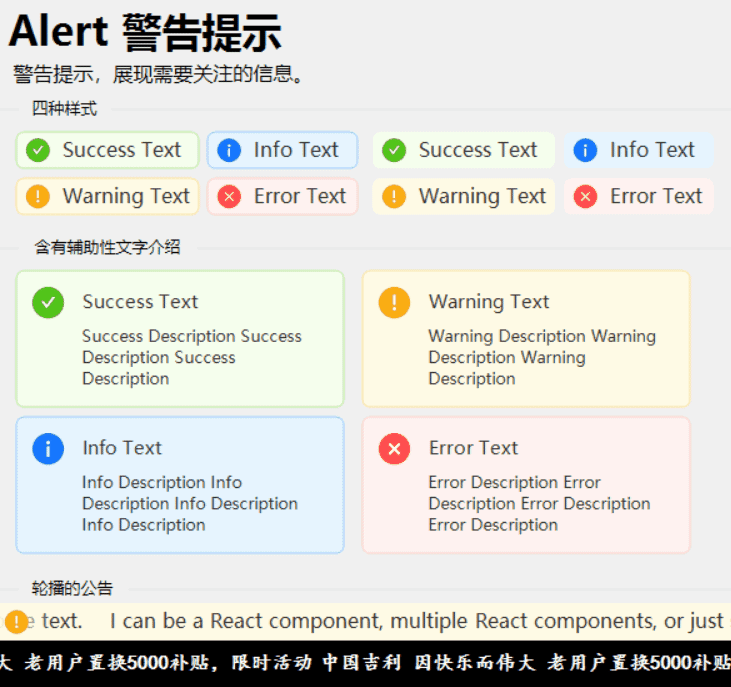 Alert 警告提示
警告提示，展现需要关注的信息。
四种样式
Success Text
Info Text
Success Text
Info Text
Warning Text
Error Text
Warning Text
Error Text
含有辅助性文字介绍
Success Text
Success Description Success
Description Success
Description
Warning Text
Warning Description Warning
Description Warning
Description
Info Text
Info Description Info
Description Info Description
Info Description
Error Text
Error Description Error
Description Error Description
Error Description
轮播的公告
text. I can be a React component, multiple React components, or just
大 老用户置换5000补贴，限时活动 中国吉利 因快乐而伟大 老用户置换5000补贴